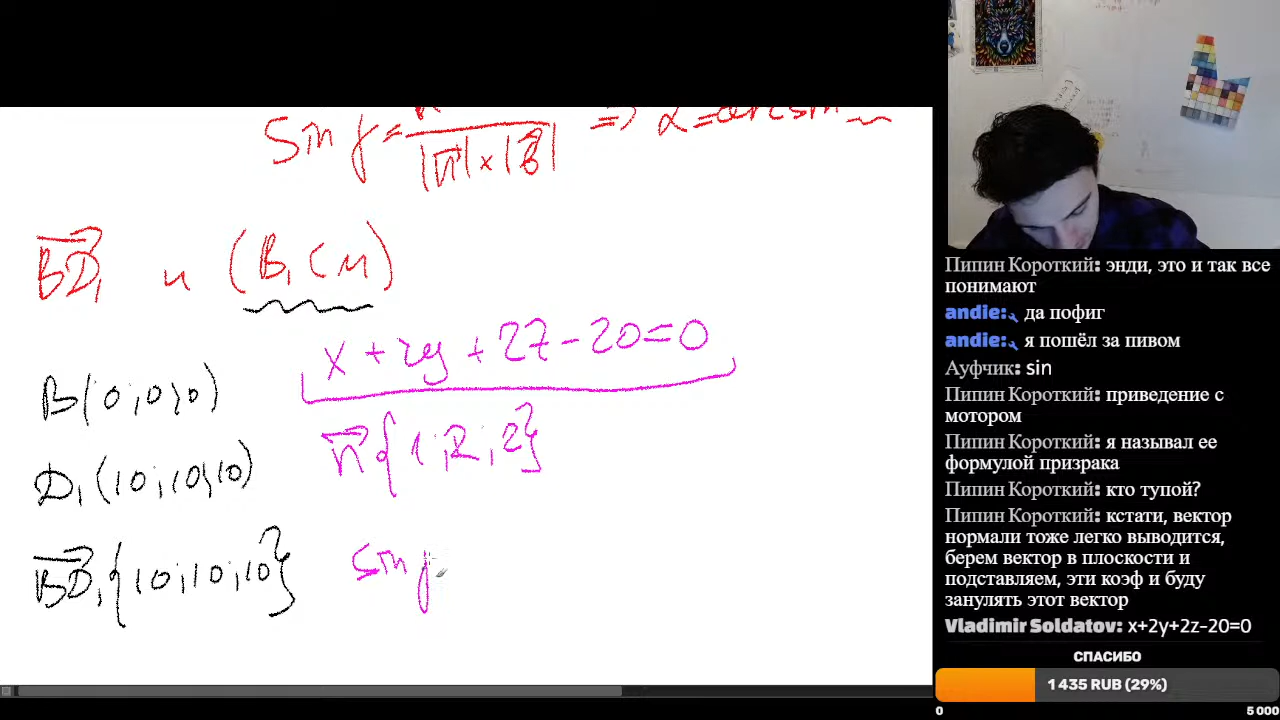 Sin γ = / |n| × |B| => α = arcsin
BD₁ и (B₁CM)
x + 2y + 2z - 20 = 0
B(0;0;0)
n{1;2;2}
D₁(10;10;10)
BD₁{10;10;10}
Sin γ
Пипин Короткий: энди, это и так все
понимают
andie: да пофиг
andie: я пошёл за пивом
Ауфчик: sin
Пипин Короткий: приведение с
мотором
Пипин Короткий: я называл ее
формулой призрака
Пипин Короткий: кто тупой?
Пипин Короткий: кстати, вектор
нормали тоже легко выводится,
берем вектор в плоскости и
подставляем, эти коэф и буду
занулять этот вектор
Vladimir Soldatov: x+2y+2z-20=0
СПАСИБО
1 435 RUB (29%)
0 5 000